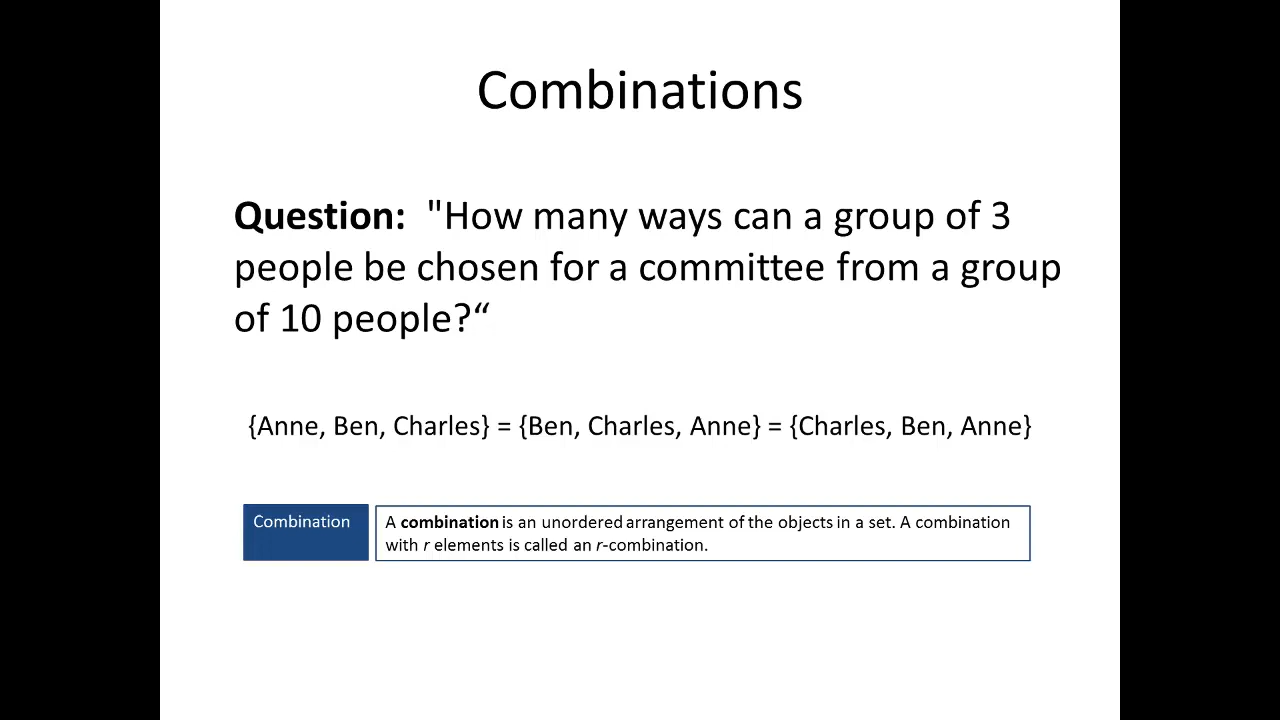 Combinations
Question: "How many ways can a group of 3
people be chosen for a committee from a group
of 10 people?“
{Anne, Ben, Charles} = {Ben, Charles, Anne} = {Charles, Ben, Anne}
Combination
A combination is an unordered arrangement of the objects in a set. A combination
with r elements is called an r-combination.